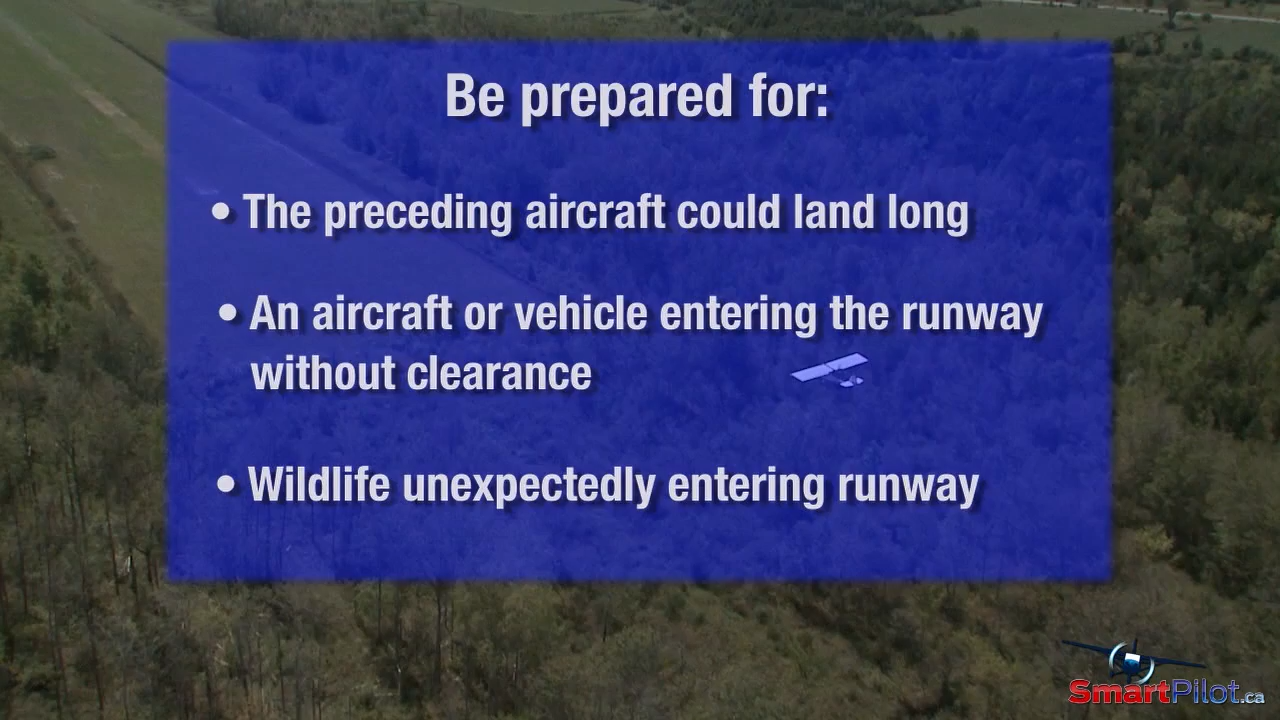 Be prepared for:
• The preceding aircraft could land long
• An aircraft or vehicle entering the runway
without clearance
• Wildlife unexpectedly entering runway
SmartPilot.ca